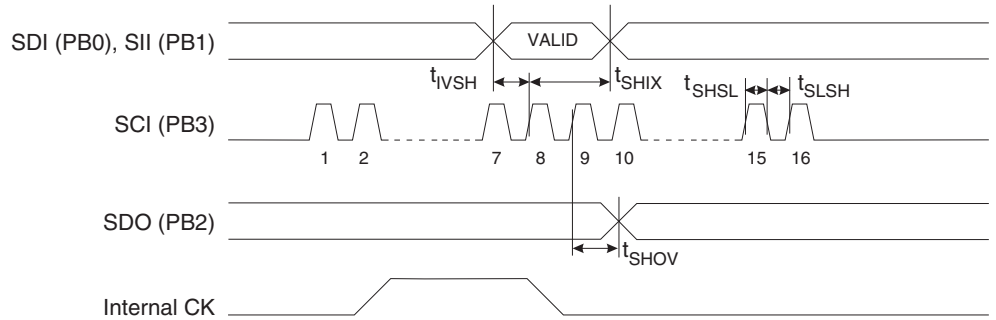 SDI (PB0), SII (PB1)
VALID
tIVSH
tSHIX
tSHSL
tSLSH
SCI (PB3)
1 2 7 8 9 10 15 16
SDO (PB2)
tSHOV
Internal CK